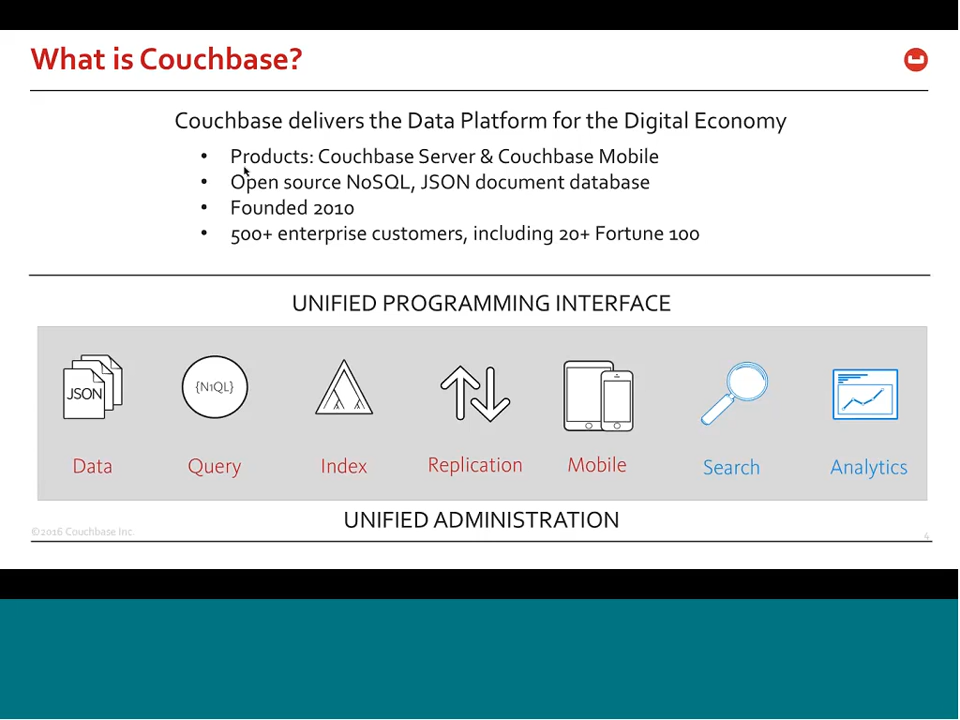 What is Couchbase?
Couchbase delivers the Data Platform for the Digital Economy
• Products: Couchbase Server & Couchbase Mobile
• Open source NoSQL, JSON document database
• Founded 2010
• 500+ enterprise customers, including 20+ Fortune 100
UNIFIED PROGRAMMING INTERFACE
JSON
{N1QL}
Data
Query
Index
Replication
Mobile
Search
Analytics
UNIFIED ADMINISTRATION
©2016 Couchbase Inc.
4